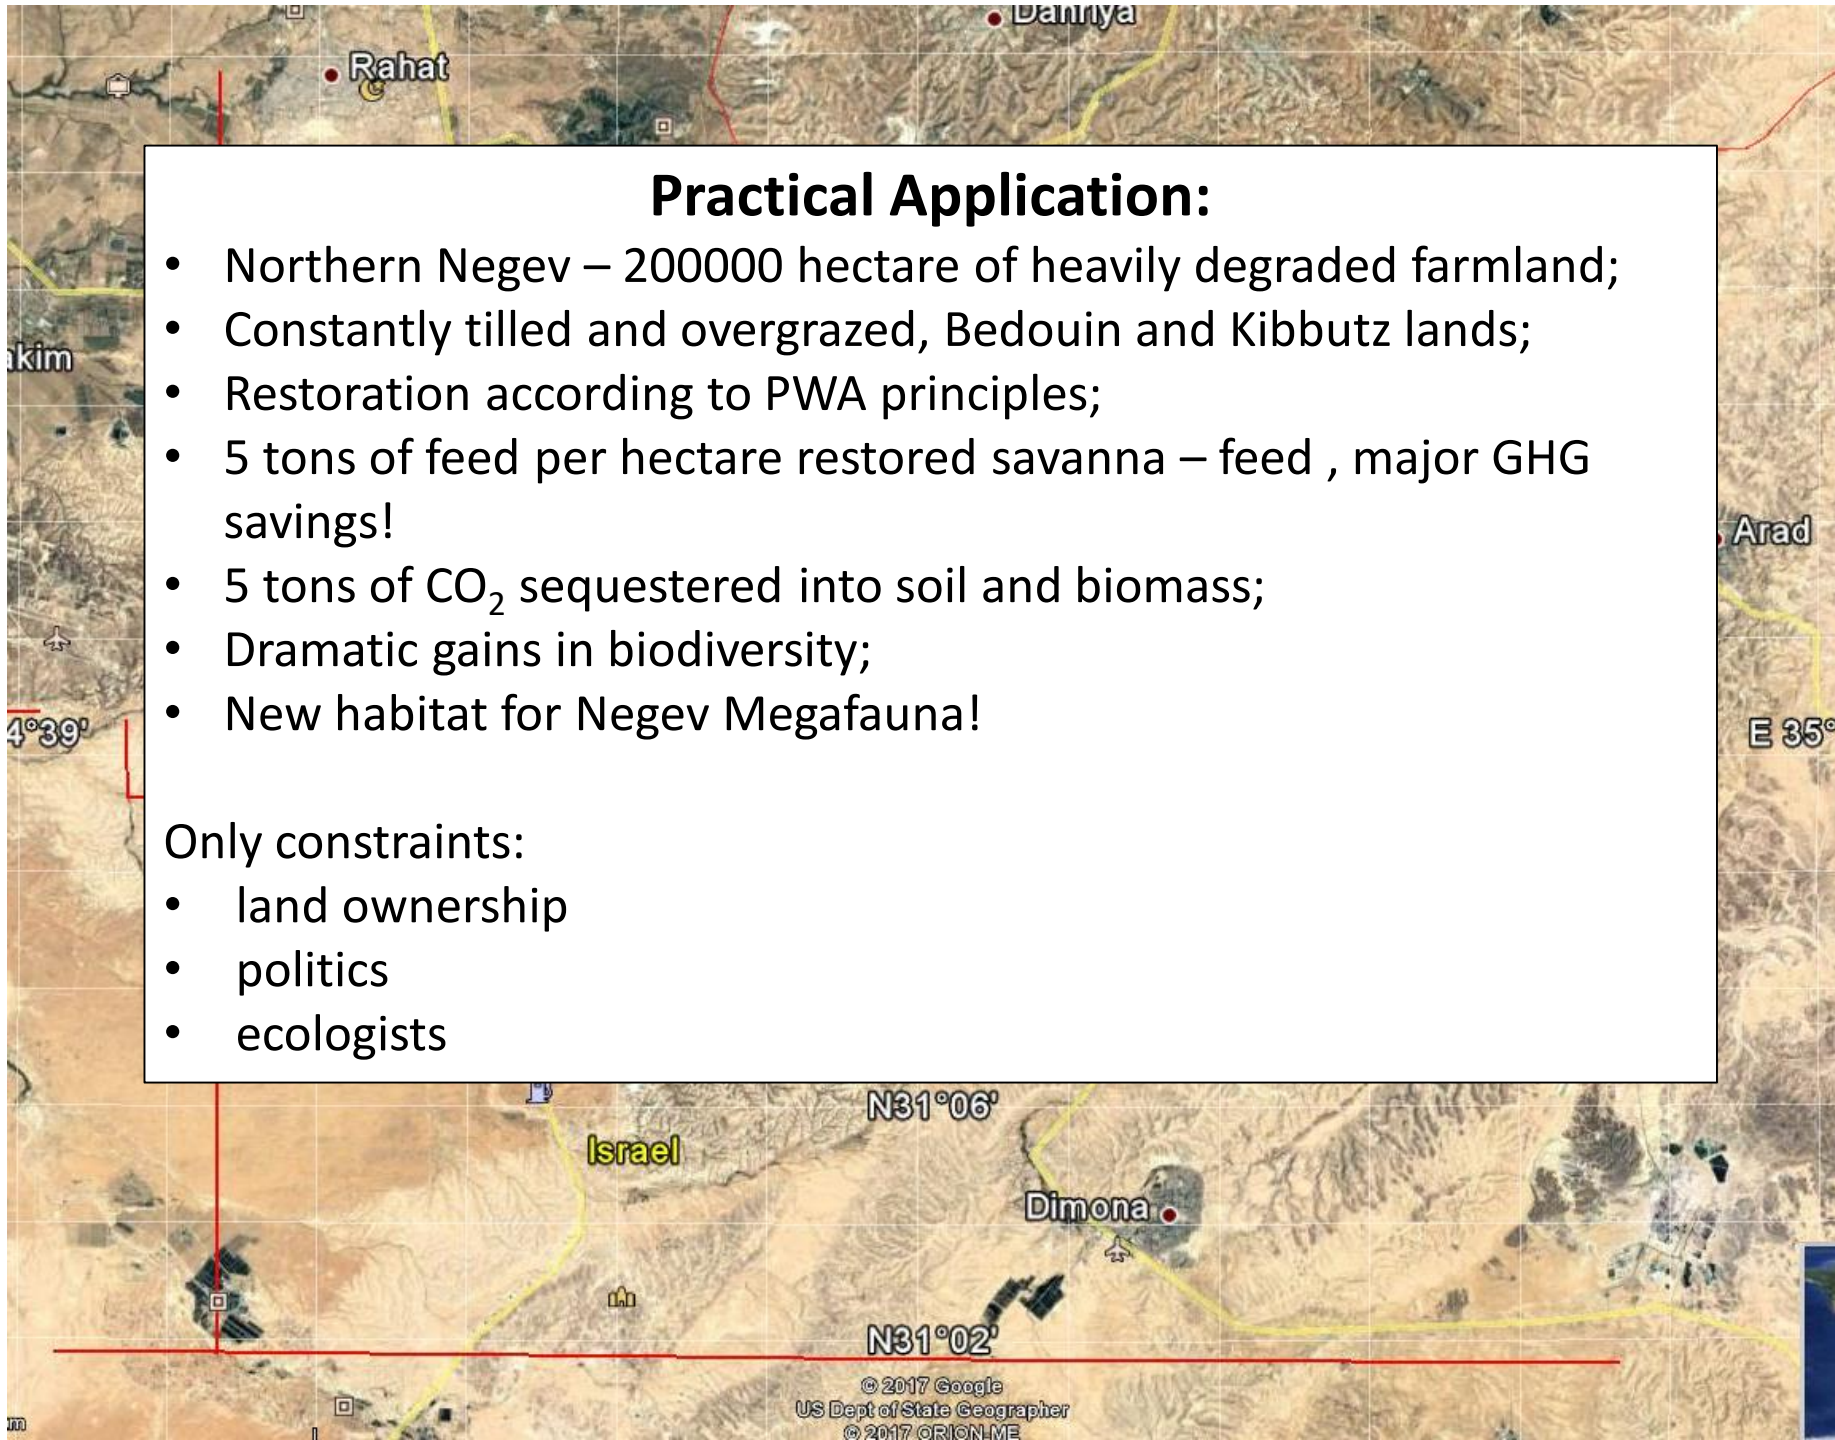 Dahriya
Rahat
Practical Application:
• Northern Negev – 200000 hectare of heavily degraded farmland;
• Constantly tilled and overgrazed, Bedouin and Kibbutz lands;
• Restoration according to PWA principles;
• 5 tons of feed per hectare restored savanna – feed , major GHG
savings!
• 5 tons of CO₂ sequestered into soil and biomass;
• Dramatic gains in biodiversity;
• New habitat for Negev Megafauna!
Only constraints:
• land ownership
• politics
• ecologists
akim
Arad
4°39'
E 35°
N31°06'
Israel
Dimona
N31°02'
© 2017 Google
US Dept of State Geographer
© 2017 ORION-ME
m